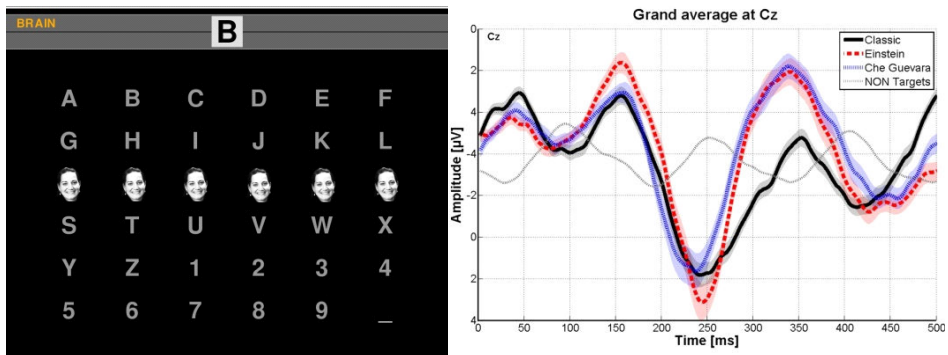 BRAIN
B
A B C D E F
G H I J K L
S T U V W X
Y Z 1 2 3 4
5 6 7 8 9 _
Grand average at Cz
Cz
Classic
Einstein
Che Guevara
NON Targets
Amplitude [µV]
0
2
-6
-4
-2
0
2
4
0 50 100 150 200 250 300 350 400 450 500
Time [ms]